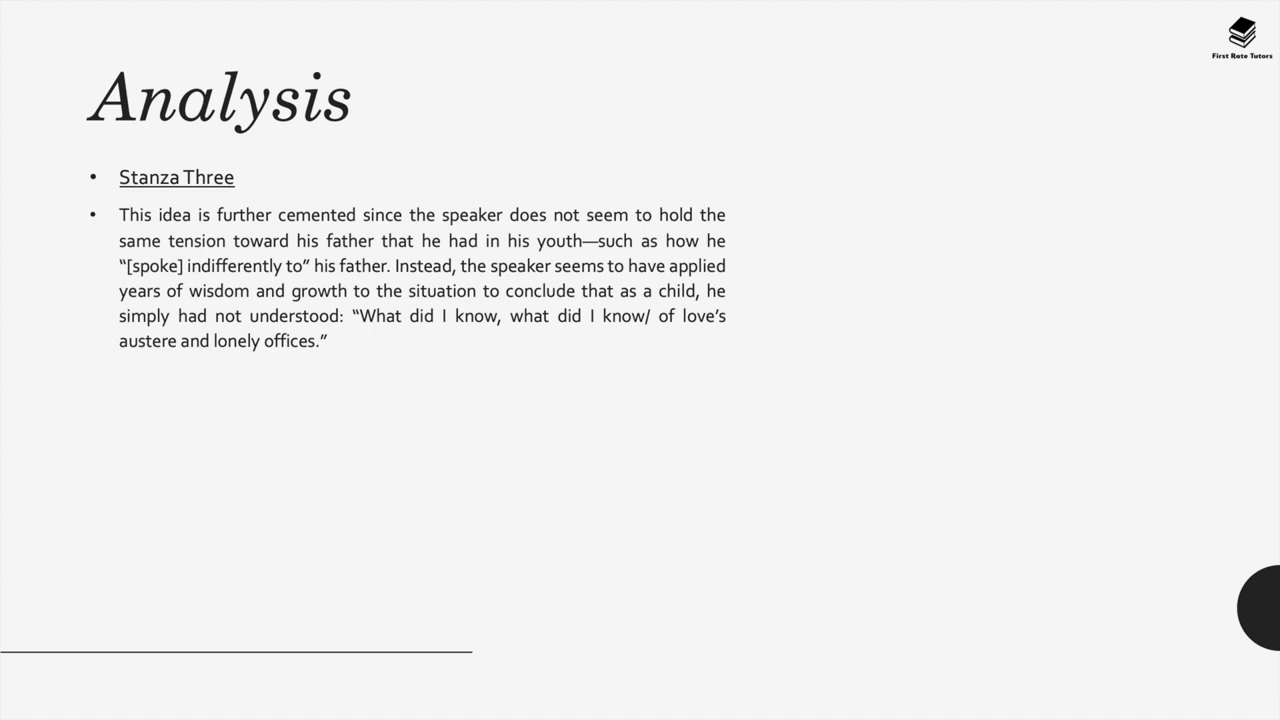 First Rate Tutors
Analysis
• Stanza Three
• This idea is further cemented since the speaker does not seem to hold the
same tension toward his father that he had in his youth—such as how he
“[spoke] indifferently to” his father. Instead, the speaker seems to have applied
years of wisdom and growth to the situation to conclude that as a child, he
simply had not understood: “What did I know, what did I know/ of love’s
austere and lonely offices.”